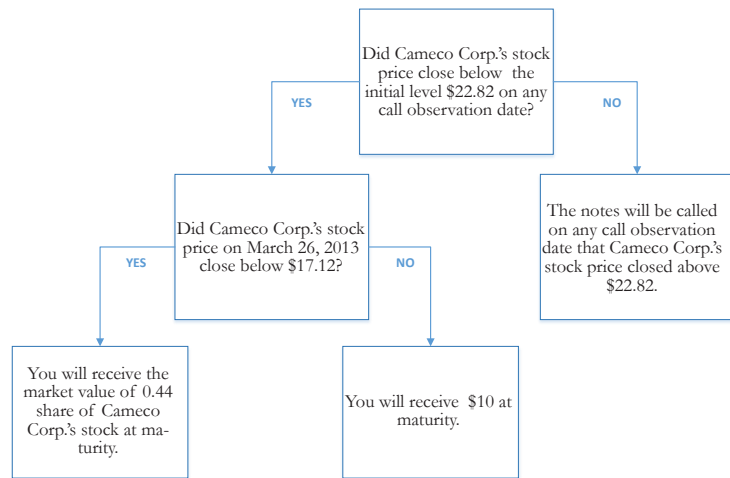 Did Cameco Corp.'s stock
price close below the
initial level $22.82 on any
call observation date?
YES
NO
Did Cameco Corp.'s stock
price on March 26, 2013
close below $17.12?
The notes will be called
on any call observation
date that Cameco Corp.'s
stock price closed above
$22.82.
YES
NO
You will receive the
market value of 0.44
share of Cameco
Corp.'s stock at ma-
turity.
You will receive $10 at
maturity.